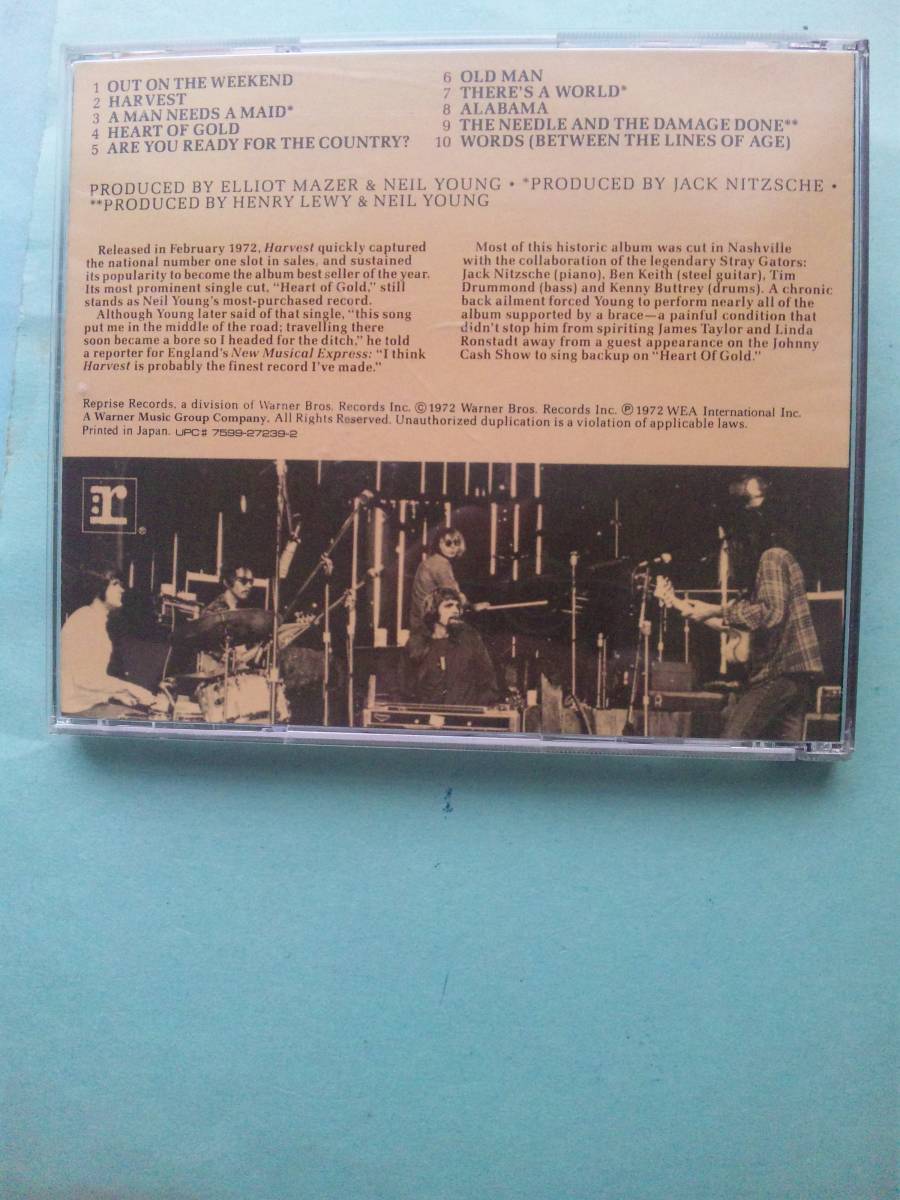 1 OUT ON THE WEEKEND
2 HARVEST
3 A MAN NEEDS A MAID*
4 HEART OF GOLD
5 ARE YOU READY FOR THE COUNTRY?
6 OLD MAN
7 THERE'S A WORLD*
8 ALABAMA
9 THE NEEDLE AND THE DAMAGE DONE**
10 WORDS (BETWEEN THE LINES OF AGE)
PRODUCED BY ELLIOT MAZER & NEIL YOUNG • *PRODUCED BY JACK NITZSCHE •
**PRODUCED BY HENRY LEWY & NEIL YOUNG
Released in February 1972, Harvest quickly captured
the national number one slot in sales, and sustained
its popularity to become the album best seller of the year.
Its most prominent single cut, "Heart of Gold," still
stands as Neil Young's most-purchased record.
Although Young later said of that single, "this song
put me in the middle of the road; travelling there
soon became a bore so I headed for the ditch," he told
a reporter for England's New Musical Express: "I think
Harvest is probably the finest record I've made."
Most of this historic album was cut in Nashville
with the collaboration of the legendary Stray Gators:
Jack Nitzsche (piano), Ben Keith (steel guitar), Tim
Drummond (bass) and Kenny Buttrey (drums). A chronic
back ailment forced Young to perform nearly all of the
album supported by a brace—a painful condition that
didn't stop him from spiriting James Taylor and Linda
Ronstadt away from a guest appearance on the Johnny
Cash Show to sing backup on "Heart Of Gold."
Reprise Records, a division of Warner Bros. Records Inc. ©1972 Warner Bros. Records Inc. ℗1972 WEA International Inc.
A Warner Music Group Company. All Rights Reserved. Unauthorized duplication is a violation of applicable laws.
Printed in Japan. UPC# 7599-27239-2
:r
®